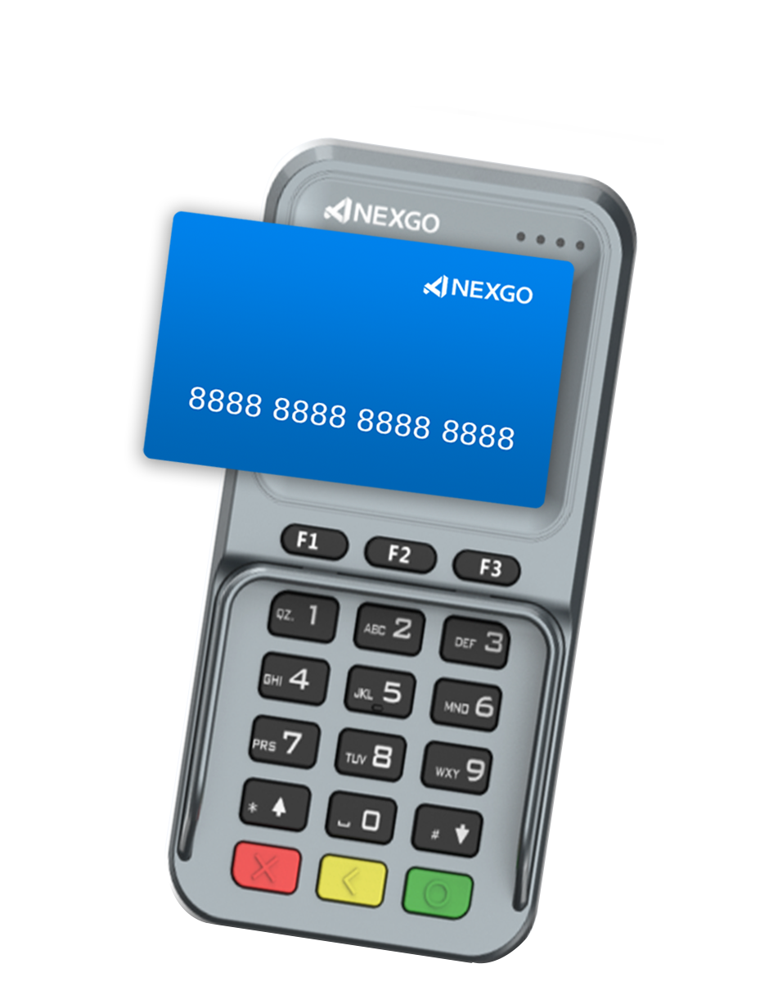 NEXGO
NEXGO
8888 8888 8888 8888
F1 F2 F3
QZ. 1 ABC 2 DEF 3
GHI 4 JKL 5 MNO 6
PRS 7 TUV 8 WXY 9
* 0 #